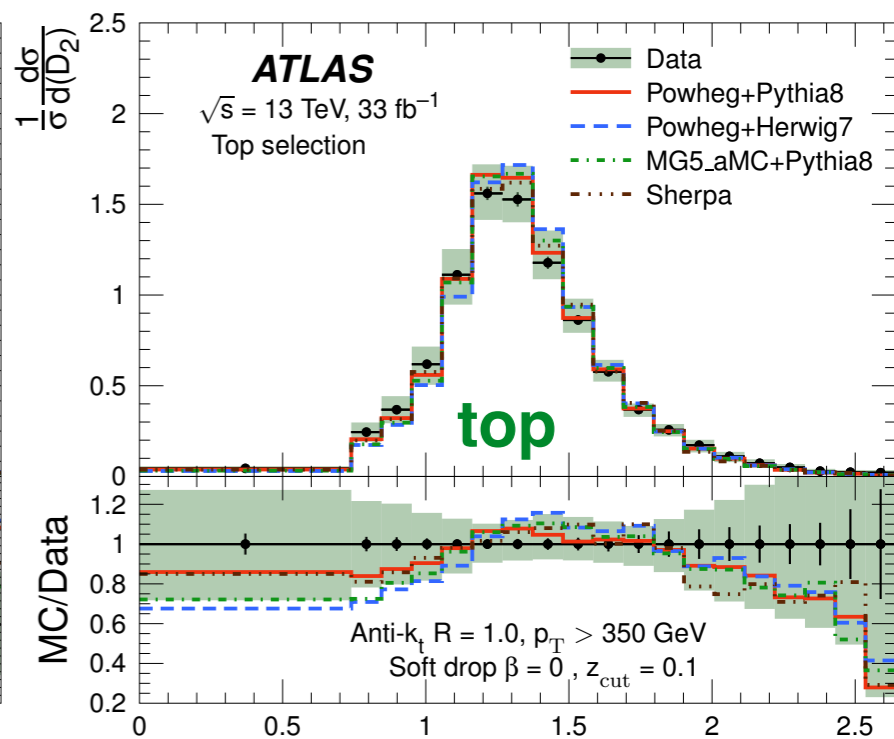 2.5
2
1.5
1
0.5
0
1/σ dσ/d(D₂)
ATLAS
√s = 13 TeV, 33 fb⁻¹
Top selection
Data
Powheg+Pythia8
Powheg+Herwig7
MG5_aMC+Pythia8
Sherpa
top
1.2
1
0.8
0.6
0.4
0.2
MC/Data
Anti-kₜ R = 1.0, p_T > 350 GeV
Soft drop β = 0 , z_cut = 0.1
0 0.5 1 1.5 2 2.5